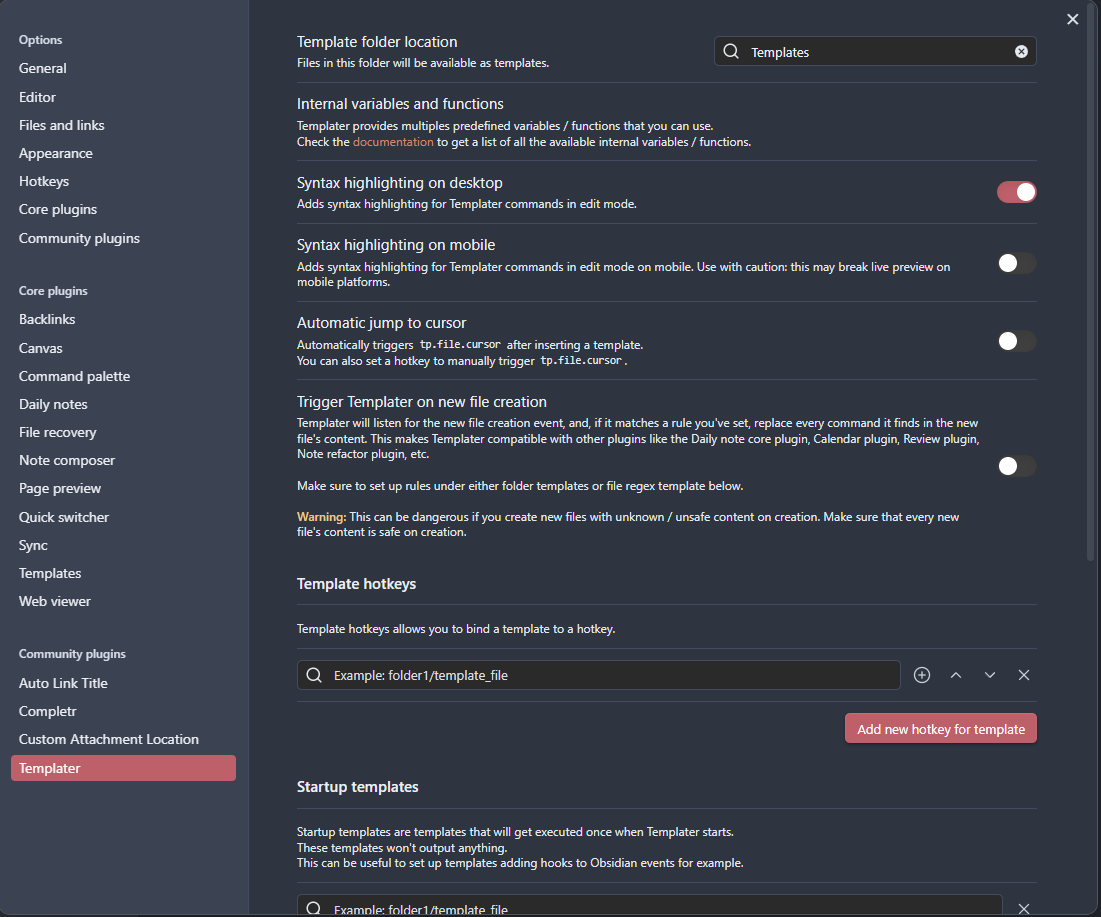 Options
General
Editor
Files and links
Appearance
Hotkeys
Core plugins
Community plugins
Core plugins
Backlinks
Canvas
Command palette
Daily notes
File recovery
Note composer
Page preview
Quick switcher
Sync
Templates
Web viewer
Community plugins
Auto Link Title
Completr
Custom Attachment Location
Templater
Template folder location
Files in this folder will be available as templates.
Templates
Internal variables and functions
Templater provides multiples predefined variables / functions that you can use.
Check the documentation to get a list of all the available internal variables / functions.
Syntax highlighting on desktop
Adds syntax highlighting for Templater commands in edit mode.
Syntax highlighting on mobile
Adds syntax highlighting for Templater commands in edit mode on mobile. Use with caution: this may break live preview on
mobile platforms.
Automatic jump to cursor
Automatically triggers tp.file.cursor after inserting a template.
You can also set a hotkey to manually trigger tp.file.cursor.
Trigger Templater on new file creation
Templater will listen for the new file creation event, and, if it matches a rule you've set, replace every command it finds in the new
file's content. This makes Templater compatible with other plugins like the Daily note core plugin, Calendar plugin, Review plugin,
Note refactor plugin, etc.
Make sure to set up rules under either folder templates or file regex template below.
Warning: This can be dangerous if you create new files with unknown / unsafe content on creation. Make sure that every new
file's content is safe on creation.
Template hotkeys
Template hotkeys allows you to bind a template to a hotkey.
Example: folder1/template_file
Add new hotkey for template
Startup templates
Startup templates are templates that will get executed once when Templater starts.
These templates won't output anything.
This can be useful to set up templates adding hooks to Obsidian events for example.
Example: folder1/template_file